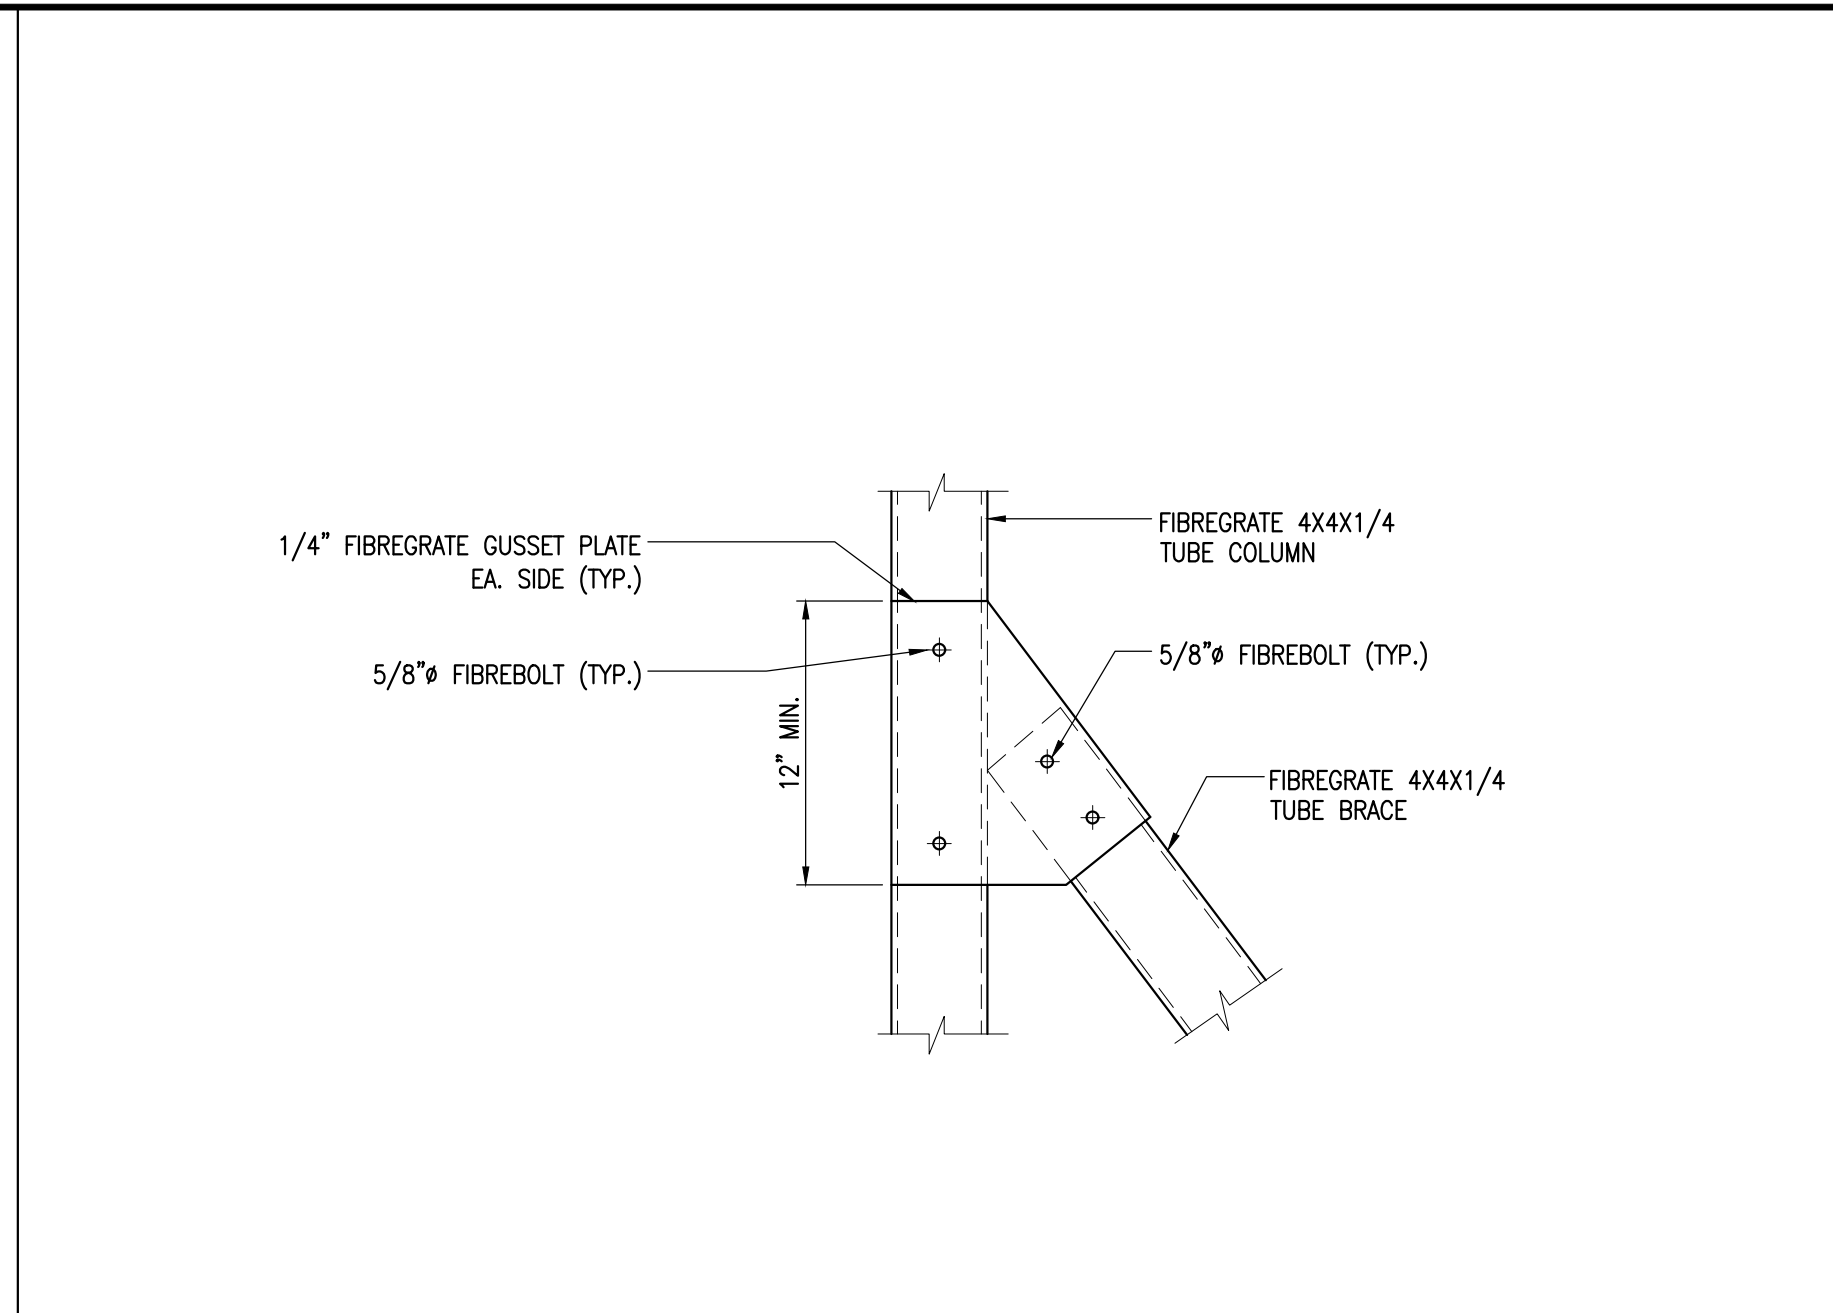 1/4" FIBREGRATE GUSSET PLATE
EA. SIDE (TYP.)
5/8"ø FIBREBOLT (TYP.)
12" MIN.
FIBREGRATE 4X4X1/4
TUBE COLUMN
5/8"ø FIBREBOLT (TYP.)
FIBREGRATE 4X4X1/4
TUBE BRACE